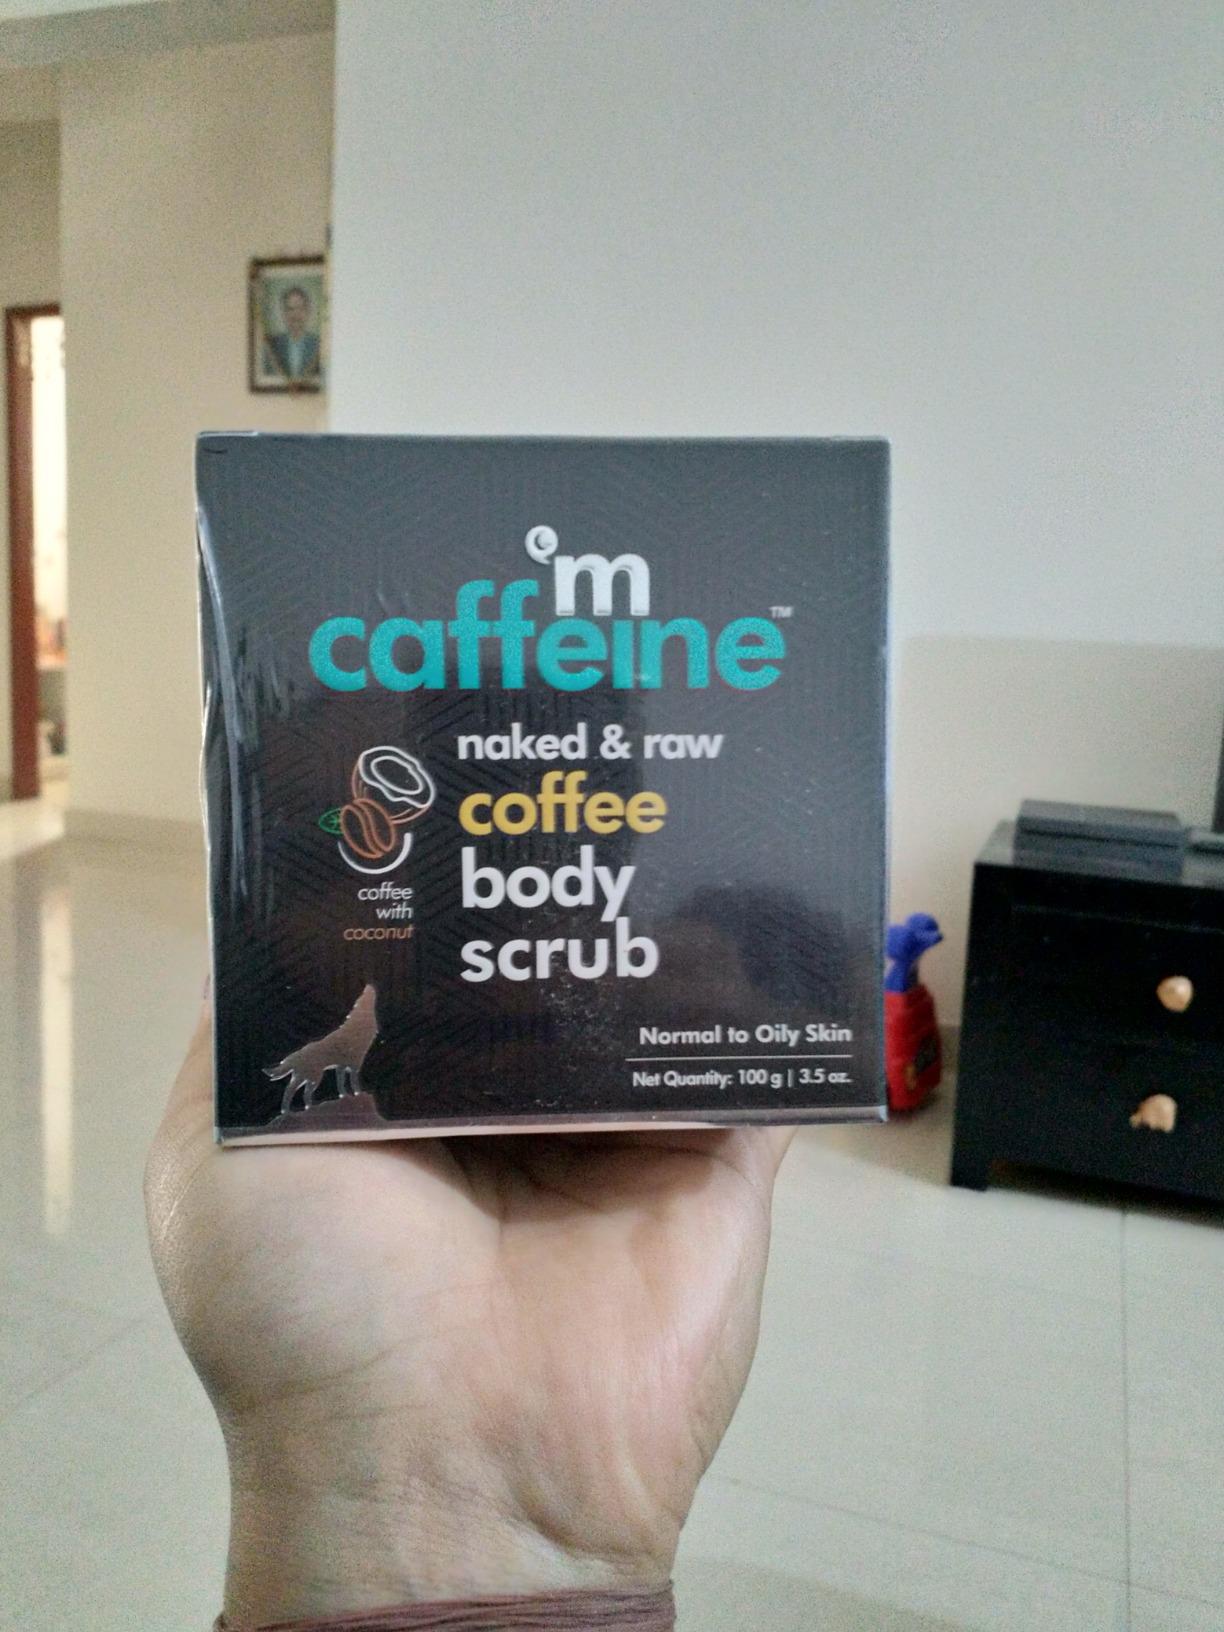 'm
caffeine™
naked & raw
coffee
body
scrub
coffee
with
coconut
Normal to Oily Skin
Net Quantity: 100 g | 3.5 oz.